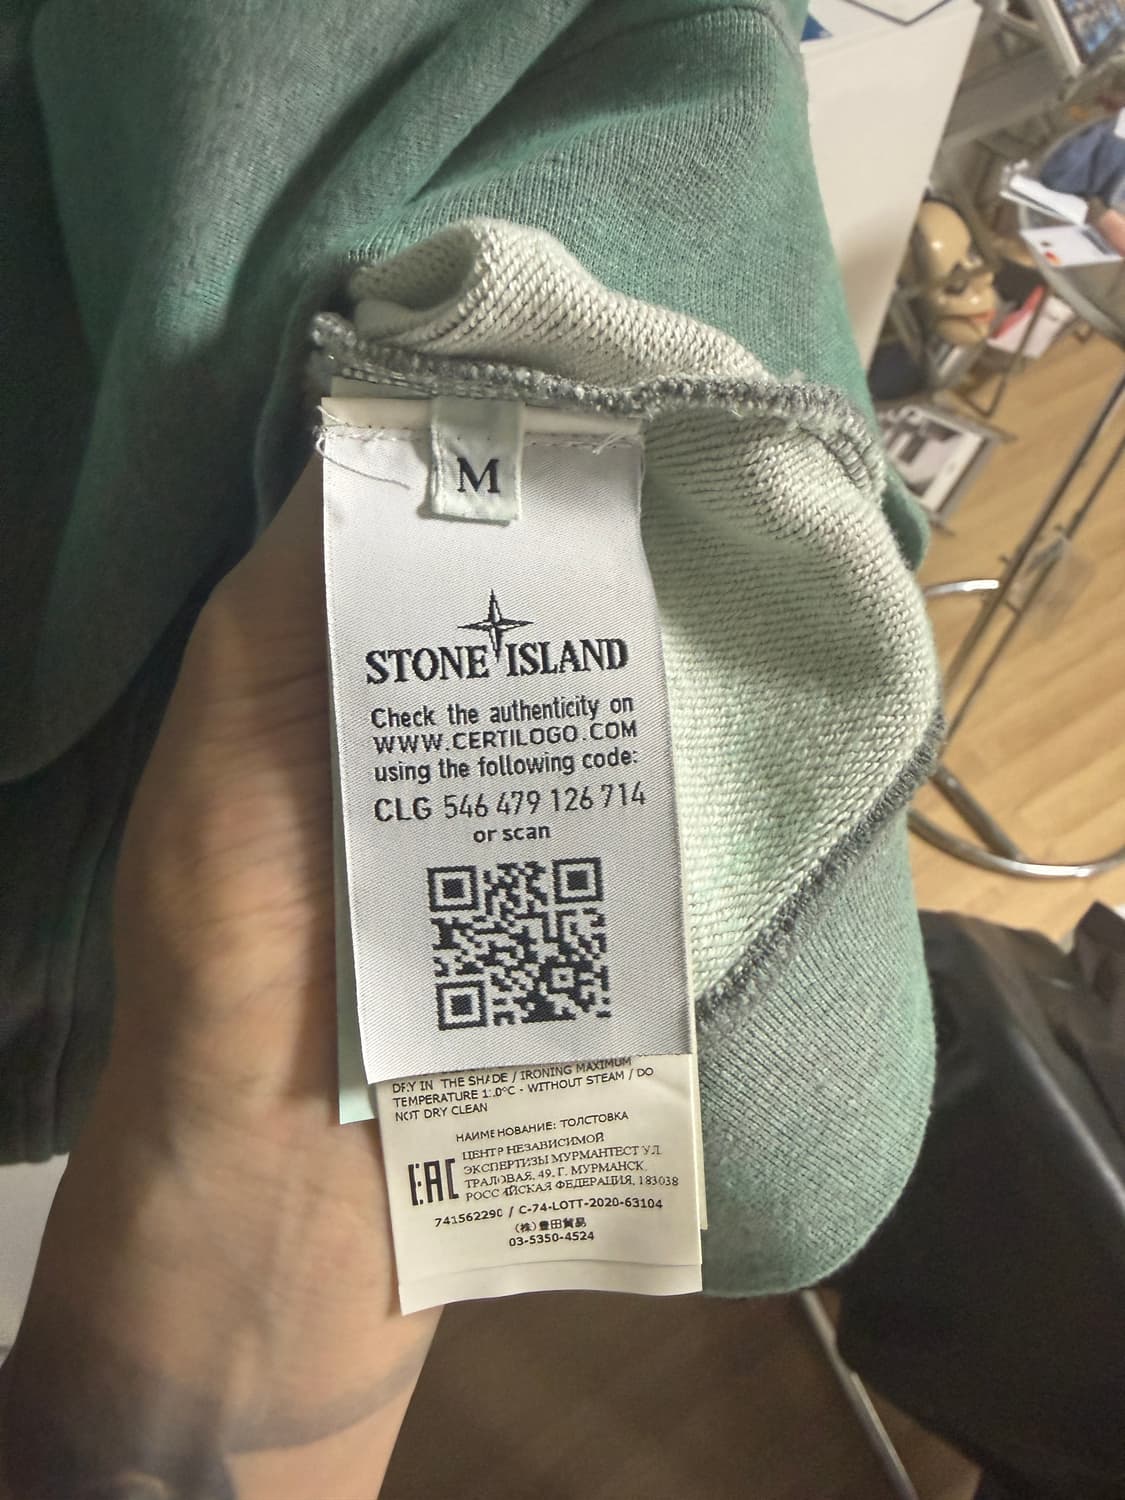 M
STONE ISLAND
Check the authenticity on
WWW.CERTILOGO.COM
using the following code:
CLG 546 479 126 714
or scan
DRY IN THE SHADE / IRONING MAXIMUM
TEMPERATURE 110°C - WITHOUT STEAM / DO
NOT DRY CLEAN
НАИМЕНОВАНИЕ: ТОЛСТОВКА
EAC
ЦЕНТР НЕЗАВИСИМОЙ
ЭКСПЕРТИЗЫ МУРМАНТЕСТ УЛ.
ТРАЛОВАЯ, 49, Г. МУРМАНСК,
РОССИЙСКАЯ ФЕДЕРАЦИЯ, 183038
741562290 / C-74-LOTT-2020-63104
(株)豊田貿易
03-5350-4524